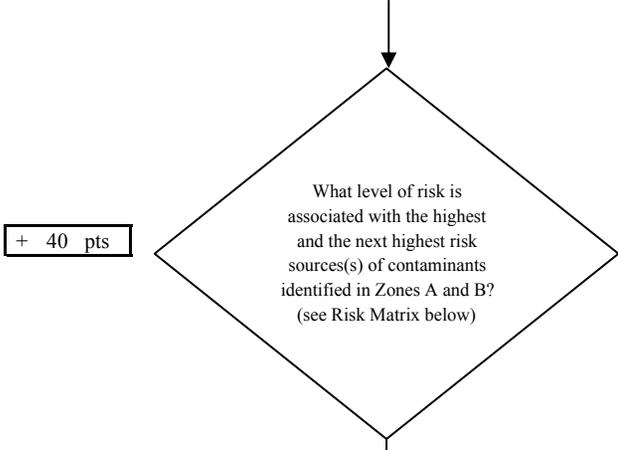 What level of risk is
associated with the highest
+ 40 pts
and the next highest risk
sources(s) of contaminants
identified in Zones A and B?
(see Risk Matrix below)